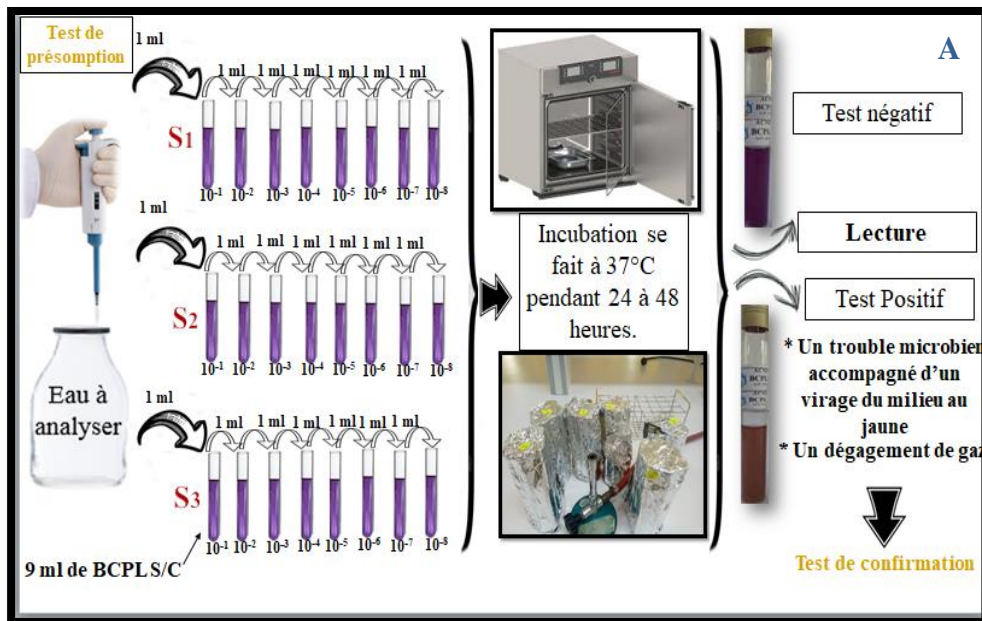 Test de
présomption
1 ml
1 ml 1 ml 1 ml 1 ml 1 ml 1 ml 1 ml
S1
10-1 10-2 10-3 10-4 10-5 10-6 10-7 10-8
1 ml
1 ml 1 ml 1 ml 1 ml 1 ml 1 ml 1 ml
S2
10-1 10-2 10-3 10-4 10-5 10-6 10-7 10-8
Eau à
analyser
1 ml
1 ml 1 ml 1 ml 1 ml 1 ml 1 ml 1 ml
S3
10-1 10-2 10-3 10-4 10-5 10-6 10-7 10-8
9 ml de BCPL S/C
Incubation se
fait à 37°C
pendant 24 à 48
heures.
A
BCPL
Test négatif
Lecture
Test Positif
BCPL
* Un trouble microbien
accompagné d'un
virage du milieu au
jaune
* Un dégagement de gaz
Test de confirmation